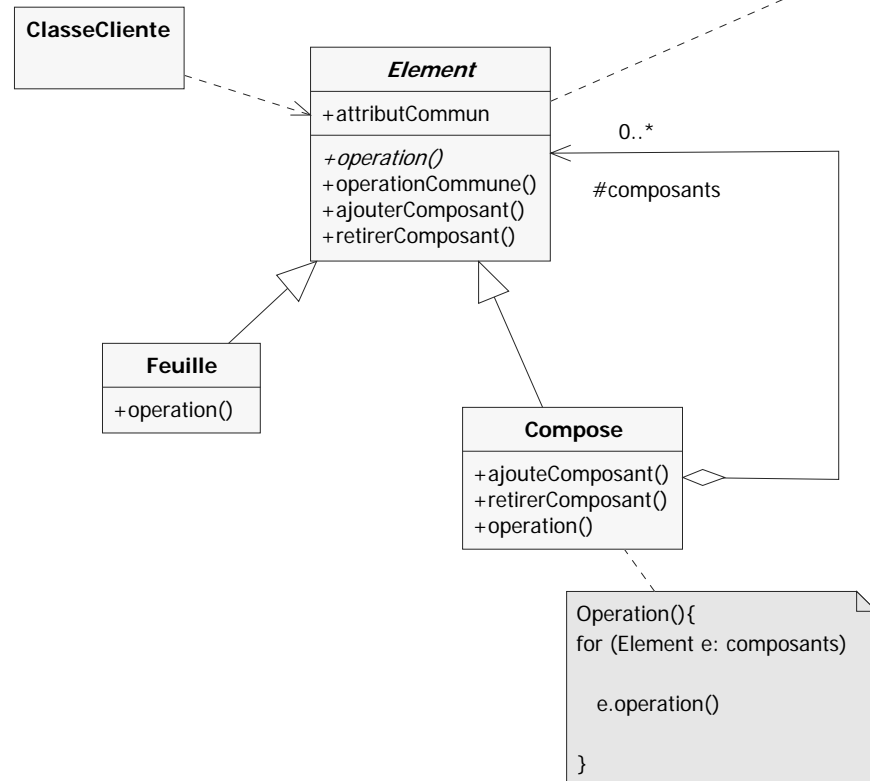 ClasseCliente
Element
+attributCommun
+operation()
+operationCommune()
+ajouterComposant()
+retirerComposant()
0..*
#composants
Feuille
+operation()
Compose
+ajouteComposant()
+retirerComposant()
+operation()
Operation(){
for (Element e: composants)
e.operation()
}